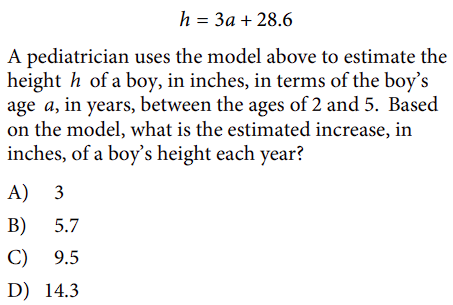 h = 3a + 28.6
A pediatrician uses the model above to estimate the
height h of a boy, in inches, in terms of the boy's
age a, in years, between the ages of 2 and 5. Based
on the model, what is the estimated increase, in
inches, of a boy's height each year?
A) 3
B) 5.7
C) 9.5
D) 14.3